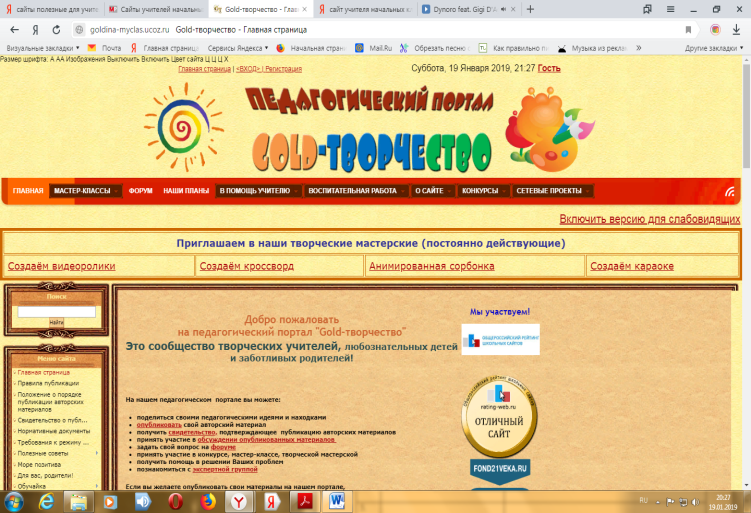 сайты полезные для учите
Сайты учителей начальны
Gold-творчество - Глав
сайт учителя начальных к
Dynoro feat. Gigi D'A
goldina-myclas.ucoz.ru Gold-творчество - Главная страница
Визуальные закладки Почта Главная страница Сервисы Яндекса Начальная стран Mail.Ru Обрезать песню с Как правильно п Музыка из реклам » Другие закладки
Размер шрифта: А АА Изображения Выключить Включить Цвет сайта Ц Ц Ц Х
Главная страница | <ВХОД> | Регистрация
Суббота, 19 Января 2019, 21:27 Гость
ПЕДАГОГИЧЕСКИЙ ПОРТАЛ
GOLD-ТВОРЧЕСТВО
ГЛАВНАЯ МАСТЕР-КЛАССЫ ФОРУМ НАШИ ПЛАНЫ В ПОМОЩЬ УЧИТЕЛЮ ВОСПИТАТЕЛЬНАЯ РАБОТА О САЙТЕ КОНКУРСЫ СЕТЕВЫЕ ПРОЕКТЫ
Включить версию для слабовидящих
Приглашаем в наши творческие мастерские (постоянно действующие)
Создаём видеоролики Создаём кроссворд Анимированная сорбонка Создаём караоке
Поиск
Найти
Меню сайта
Главная страница
Правила публикации
Положение о порядке
публикации авторских
материалов
Свидетельство о публ...
Нормативные документы
Требования к режиму ...
Полезные советы
Море позитива
Для вас, родители!
Обучайка
Добро пожаловать
на педагогический портал "Gold-творчество"
Это сообщество творческих учителей, любознательных детей
и заботливых родителей!
На нашем педагогическом портале вы можете:
поделиться своими педагогическими идеями и находками
опубликовать свой авторский материал
получить свидетельство, подтверждающее публикацию авторских материалов
принять участие в обсуждении опубликованных материалов
задать свой вопрос на форуме
принять участие в конкурсе, мастер-классе, творческой мастерской
получить помощь в решении Ваших проблем
познакомиться с экспертной группой
Если вы желаете опубликовать свои материалы на нашем портале,
Мы участвуем!
ОБЩЕРОССИЙСКИЙ РЕЙТИНГ
ШКОЛЬНЫХ САЙТОВ
rating-web.ru
ОТЛИЧНЫЙ
САЙТ
FOND21VEKA.RU
RU
20:27
19.01.2019